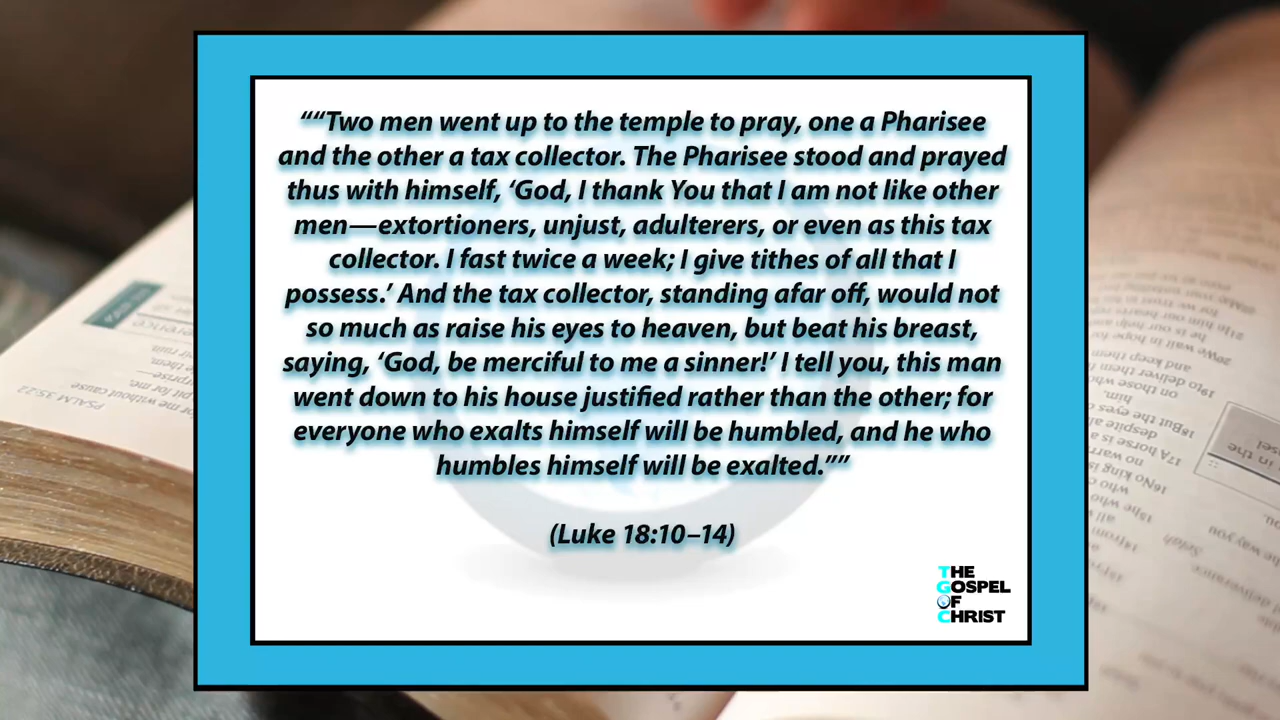 ““Two men went up to the temple to pray, one a Pharisee
and the other a tax collector. The Pharisee stood and prayed
thus with himself, ‘God, I thank You that I am not like other
men—extortioners, unjust, adulterers, or even as this tax
collector. I fast twice a week; I give tithes of all that I
possess.’ And the tax collector, standing afar off, would not
so much as raise his eyes to heaven, but beat his breast,
saying, ‘God, be merciful to me a sinner!’ I tell you, this man
went down to his house justified rather than the other; for
everyone who exalts himself will be humbled, and he who
humbles himself will be exalted.””
(Luke 18:10–14)
THE
GOSPEL
OF
CHRIST
PSALM 35:22